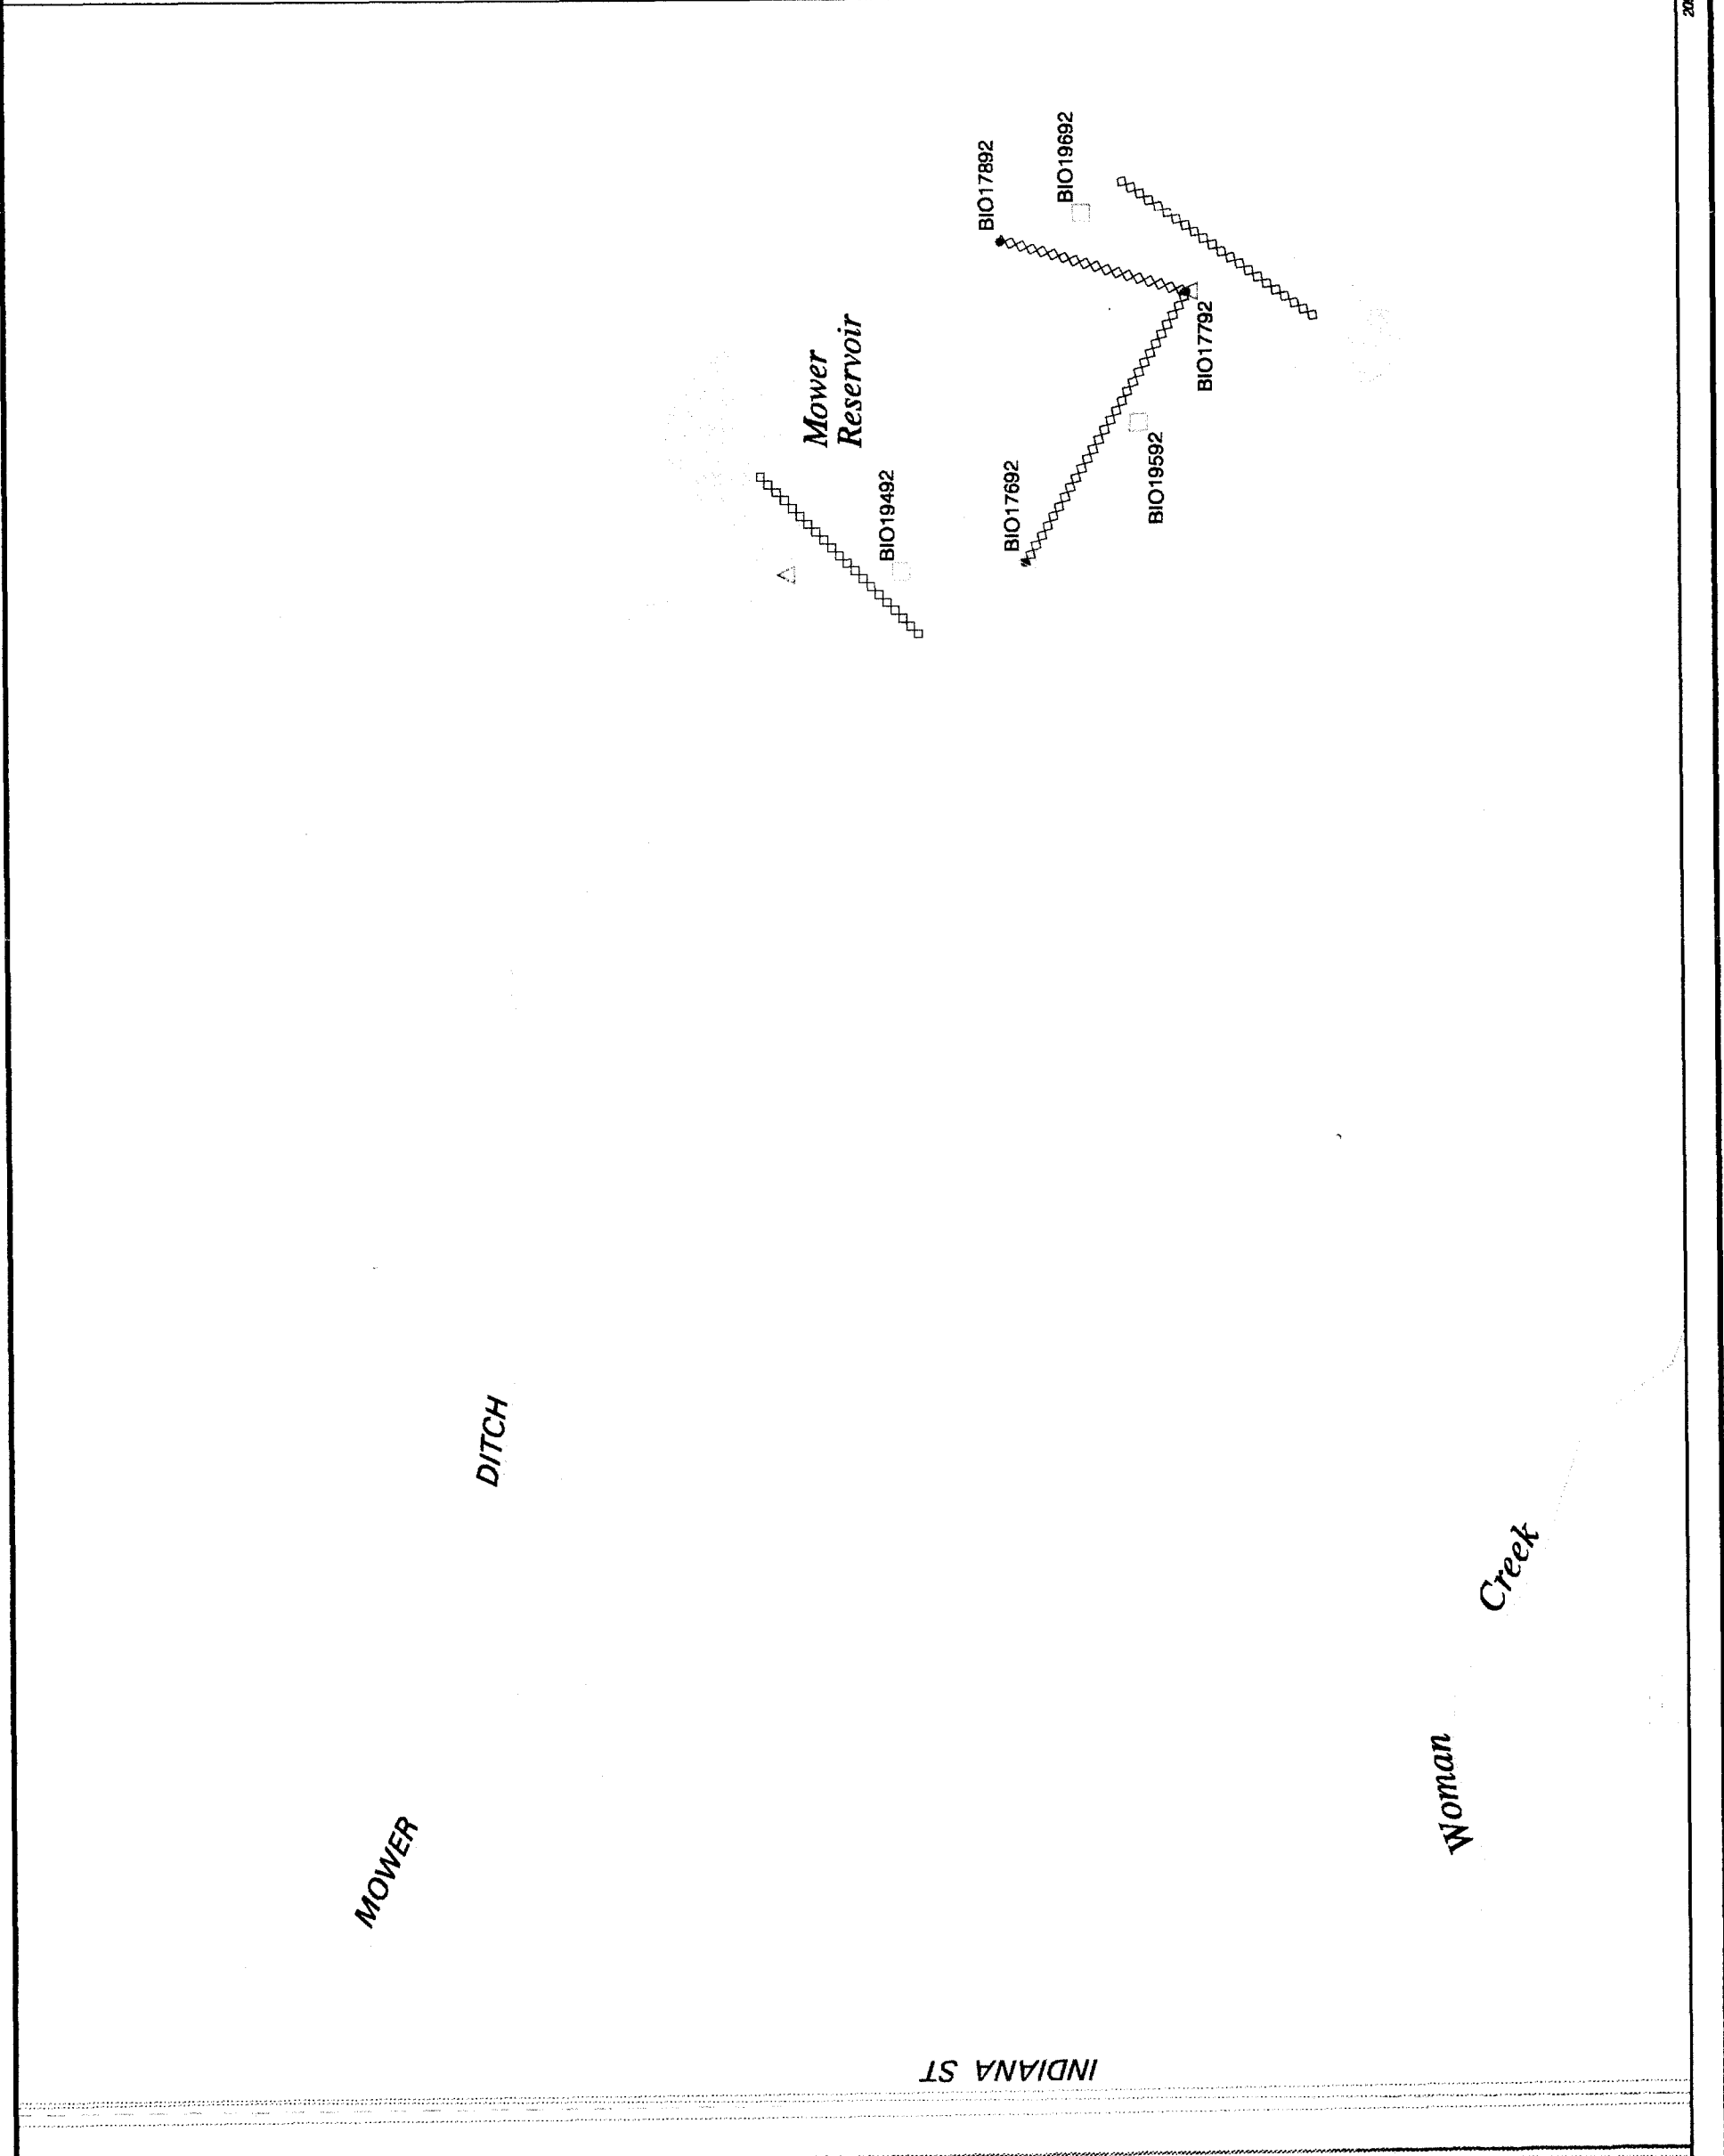 BIO17892
BIO19692
Mower
Reservoir
BIO17792
BIO19492
BIO17692
BIO19592
DITCH
Creek
MOWER
Woman
INDIANA ST